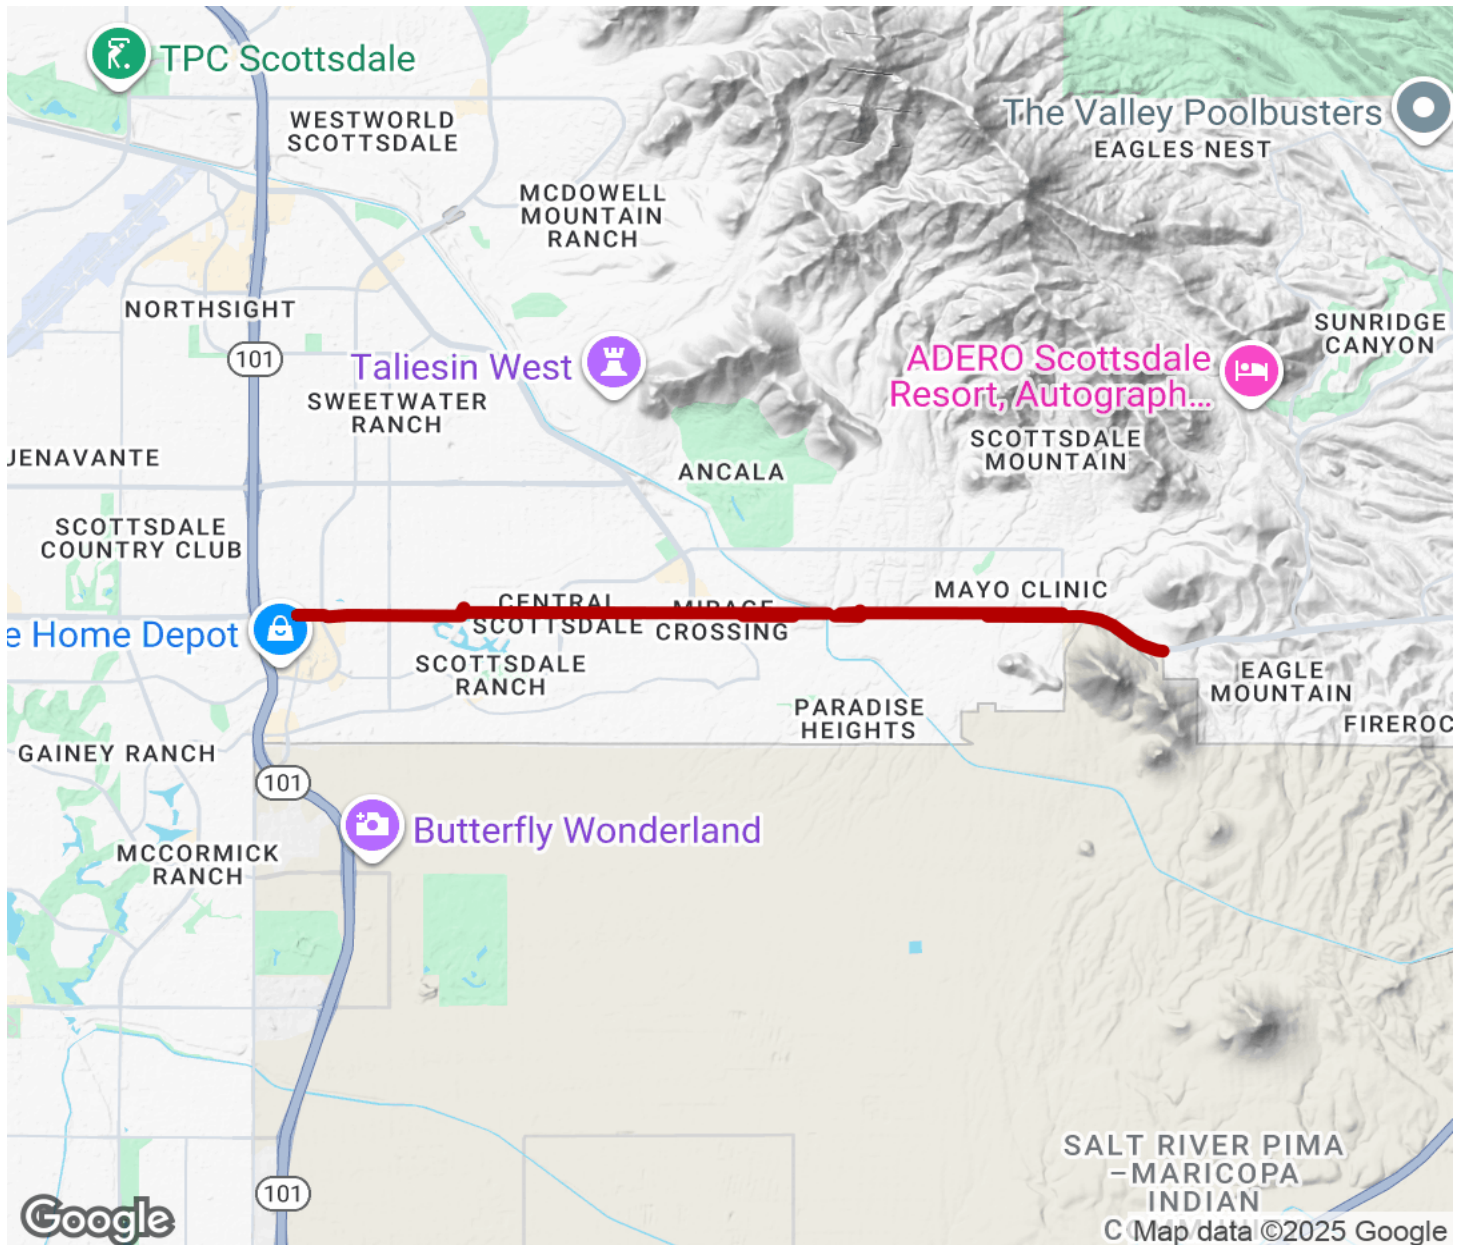 TPC Scottsdale
WESTWORLD
SCOTTSDALE
The Valley Poolbusters
EAGLES NEST
MCDOWELL
MOUNTAIN
RANCH
NORTHSIGHT
101
SUNRIDGE
CANYON
Taliesin West
ADERO Scottsdale
Resort, Autograph...
SWEETWATER
RANCH
SCOTTSDALE
MOUNTAIN
JENAVANTE
ANCALA
SCOTTSDALE
COUNTRY CLUB
MAYO CLINIC
CENTRAL
SCOTTSDALE
MIRAGE
CROSSING
e Home Depot
SCOTTSDALE
RANCH
EAGLE
MOUNTAIN
PARADISE
HEIGHTS
FIREROC
GAINEY RANCH
101
Butterfly Wonderland
MCCORMICK
RANCH
SALT RIVER PIMA
–MARICOPA
INDIAN
101
Google
Map data ©2025 Google